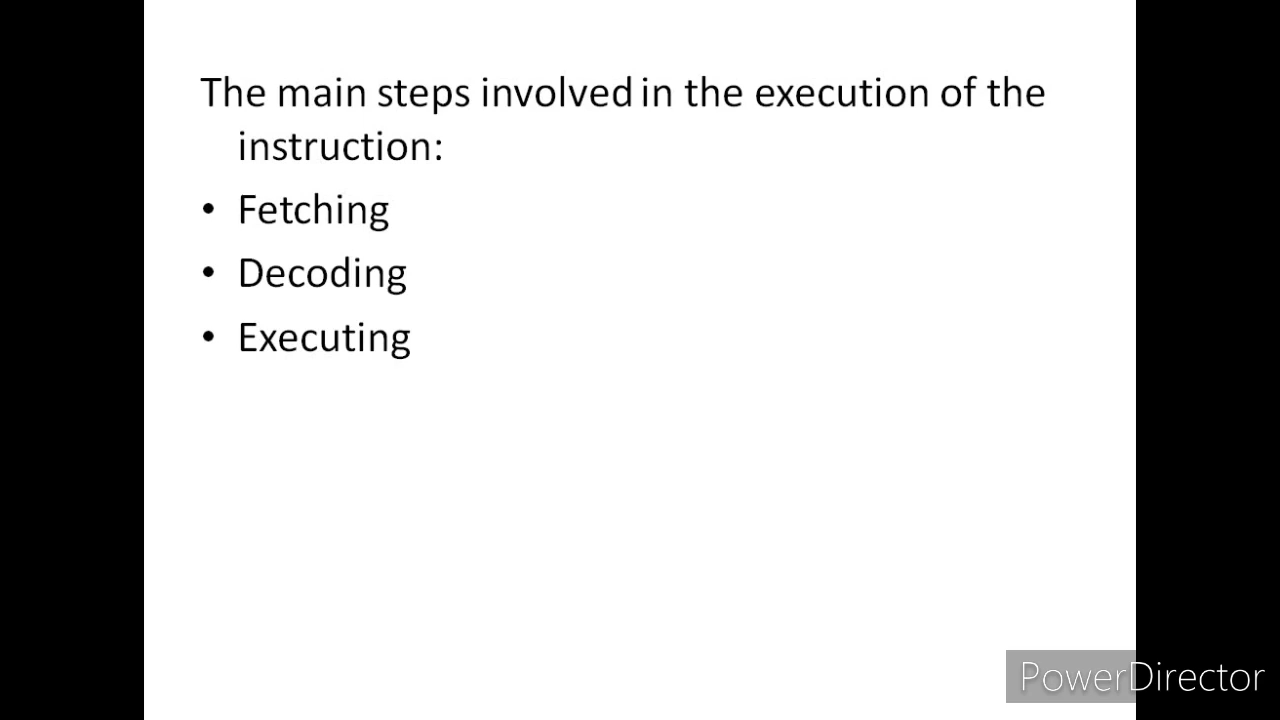 The main steps involved in the execution of the
instruction:
• Fetching
• Decoding
• Executing
PowerDirector